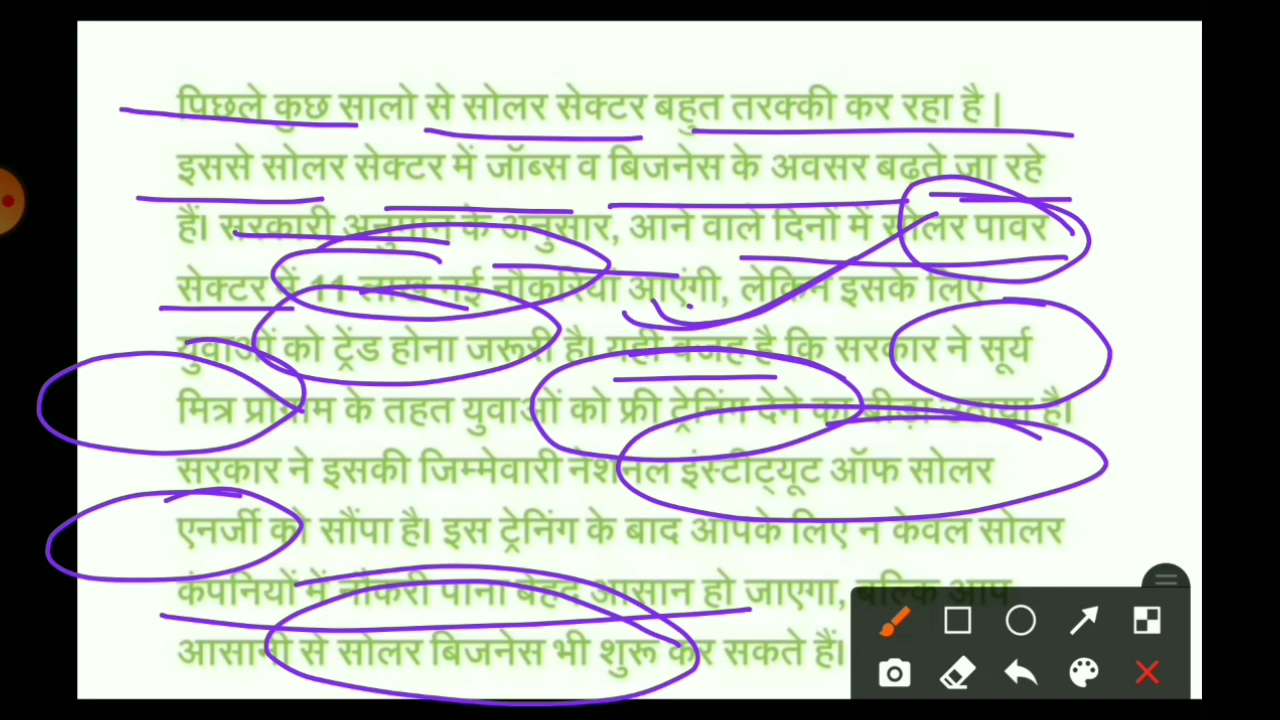 पिछले कुछ सालो से सोलर सेक्टर बहुत तरक्की कर रहा है |
इससे सोलर सेक्टर में जॉब्स व बिजनेस के अवसर बढते जा रहे
हैं। सरकारी अनुमान के अनुसार, आने वाले दिनों में सोलर पावर
सेक्टर में 11 लाख नई नौकरियां आएंगी, लेकिन इसके लिए
युवाओं को ट्रेंड होना जरूरी है। यही वजह है कि सरकार ने सूर्य
मित्र प्रोग्राम के तहत युवाओं को फ्री ट्रेनिंग देने का बीड़ा उठाया है।
सरकार ने इसकी जिम्मेवारी नेशनल इंस्टीट्यूट ऑफ सोलर
एनर्जी को सौंपा है। इस ट्रेनिंग के बाद आपके लिए न केवल सोलर
कंपनियों में नौकरी पाना बेहद आसान हो जाएगा, बल्कि आप
आसानी से सोलर बिजनेस भी शुरू कर सकते हैं।